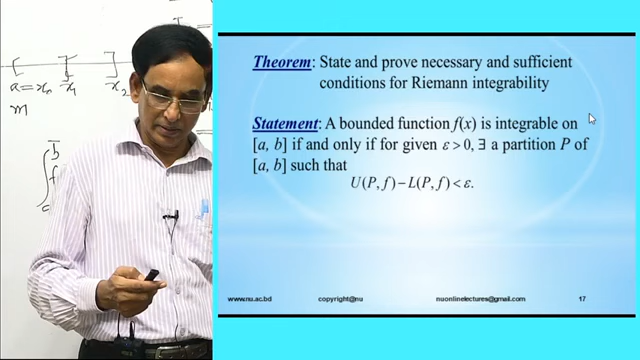 a=x₀ x₁ x₂
m
f
Theorem: State and prove necessary and sufficient
conditions for Riemann integrability
Statement: A bounded function f(x) is integrable on
[a, b] if and only if for given ε > 0, ∃ a partition P of
[a, b] such that
U(P, f) − L(P, f) < ε.
www.nu.ac.bd copyright@nu nuonlinelectures@gmail.com 17